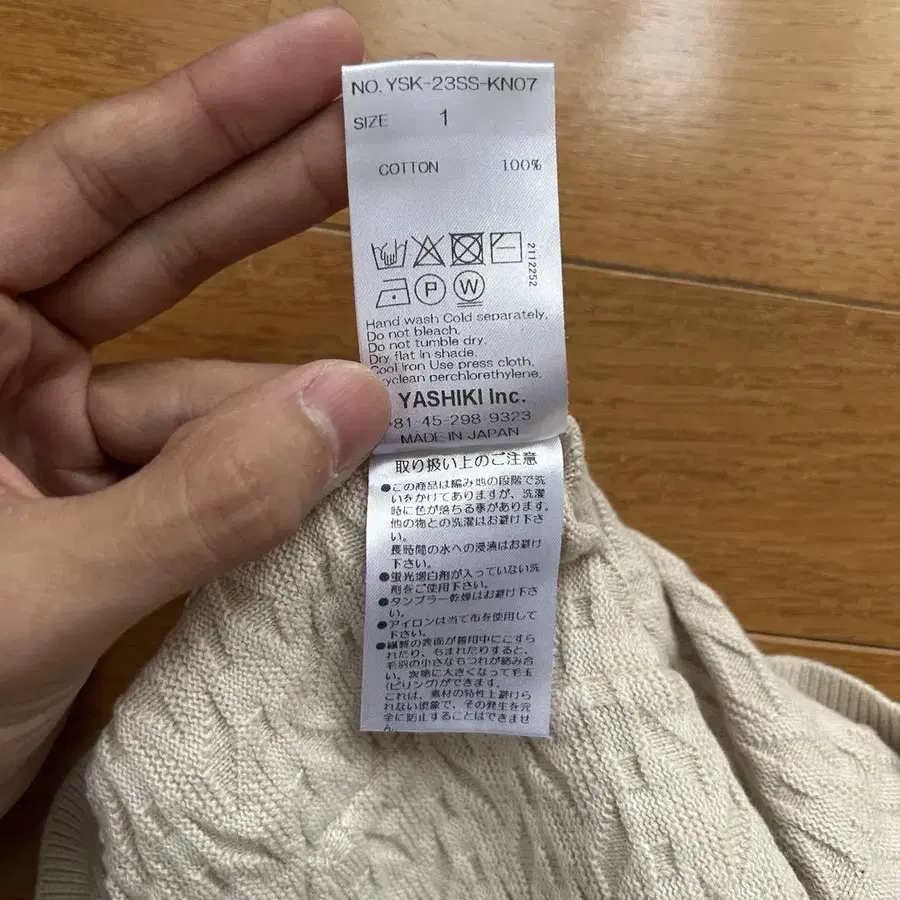 NO. YSK-23SS-KN07
SIZE 1
COTTON 100%
2112252
P W
Hand wash Cold separately.
Do not bleach.
Do not tumble dry.
Dry flat in shade.
Cool Iron Use press cloth.
ryclean perchlorethylene.
YASHIKI Inc.
81-45-298-9323
MADE IN JAPAN
取り扱い上のご注意
●この商品は編み地の段階で洗
いをかけてありますが、洗濯
時に色が落ちる事があります。
他の物との洗濯はお避け下さ
い。
長時間の水への浸漬はお避け
下さい。
●蛍光増白剤が入っていない洗
剤をご使用下さい。
●タンブラー乾燥はお避け下さ
い。
●アイロンは当て布を使用して
下さい。
●繊維の表面が着用中にこすら
れたり、もまれたりすると、
毛羽の小さなもつれが絡み合
い、次第に大きくなって毛玉
(ピリング)ができます。
これは、素材の特性上避けら
れない現象で、その発生を完
全に防止することはできませ
ん。